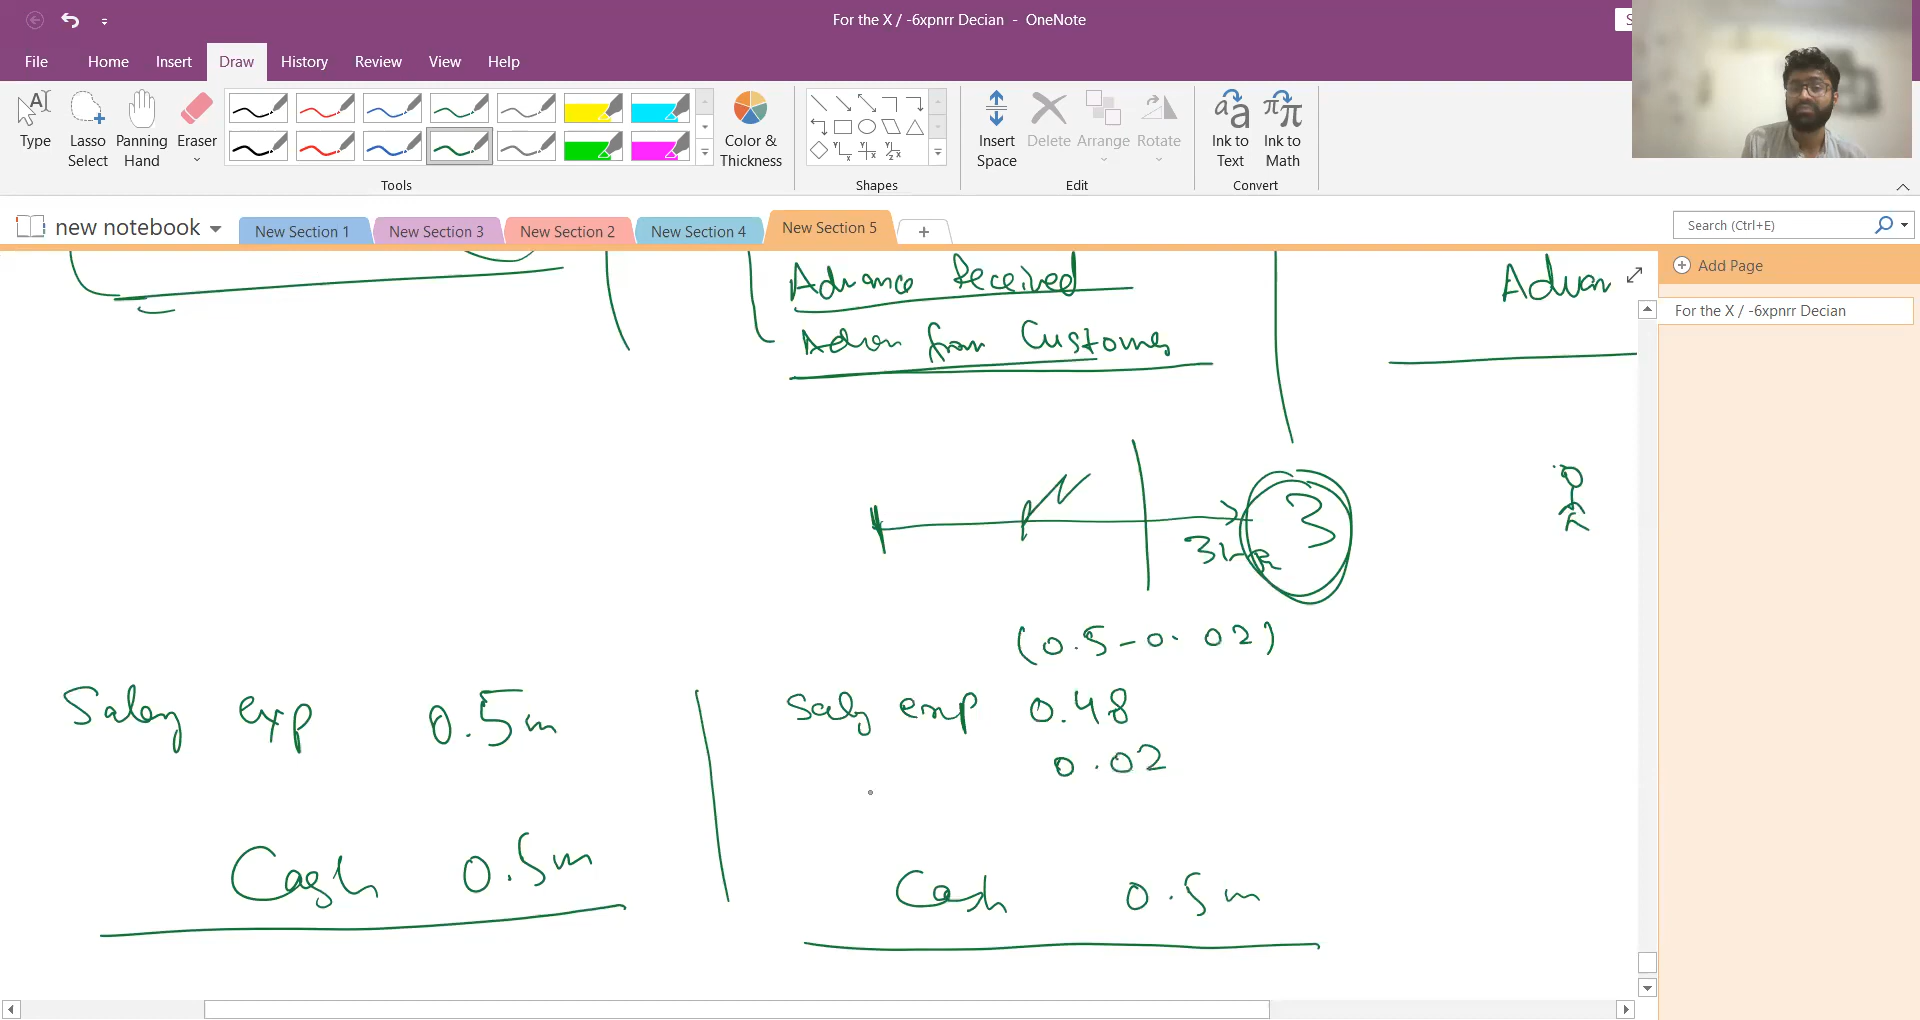 For the X / -6xpnrr Decian - OneNote
File Home Insert Draw History Review View Help
Type
Lasso Select
Panning Hand
Eraser
Color & Thickness
Insert Space
Delete
Arrange
Rotate
Ink to Text
Ink to Math
Tools
Shapes
Edit
Convert
new notebook
New Section 1
New Section 3
New Section 2
New Section 4
New Section 5
+
Search (Ctrl+E)
Add Page
For the X / -6xpnrr Decian
Advance Received
Advan
from Customer
3
(0.5-0.02)
Salary exp 0.5m
Saly exp 0.48
0.02
Cash 0.5m
Cash 0.5m